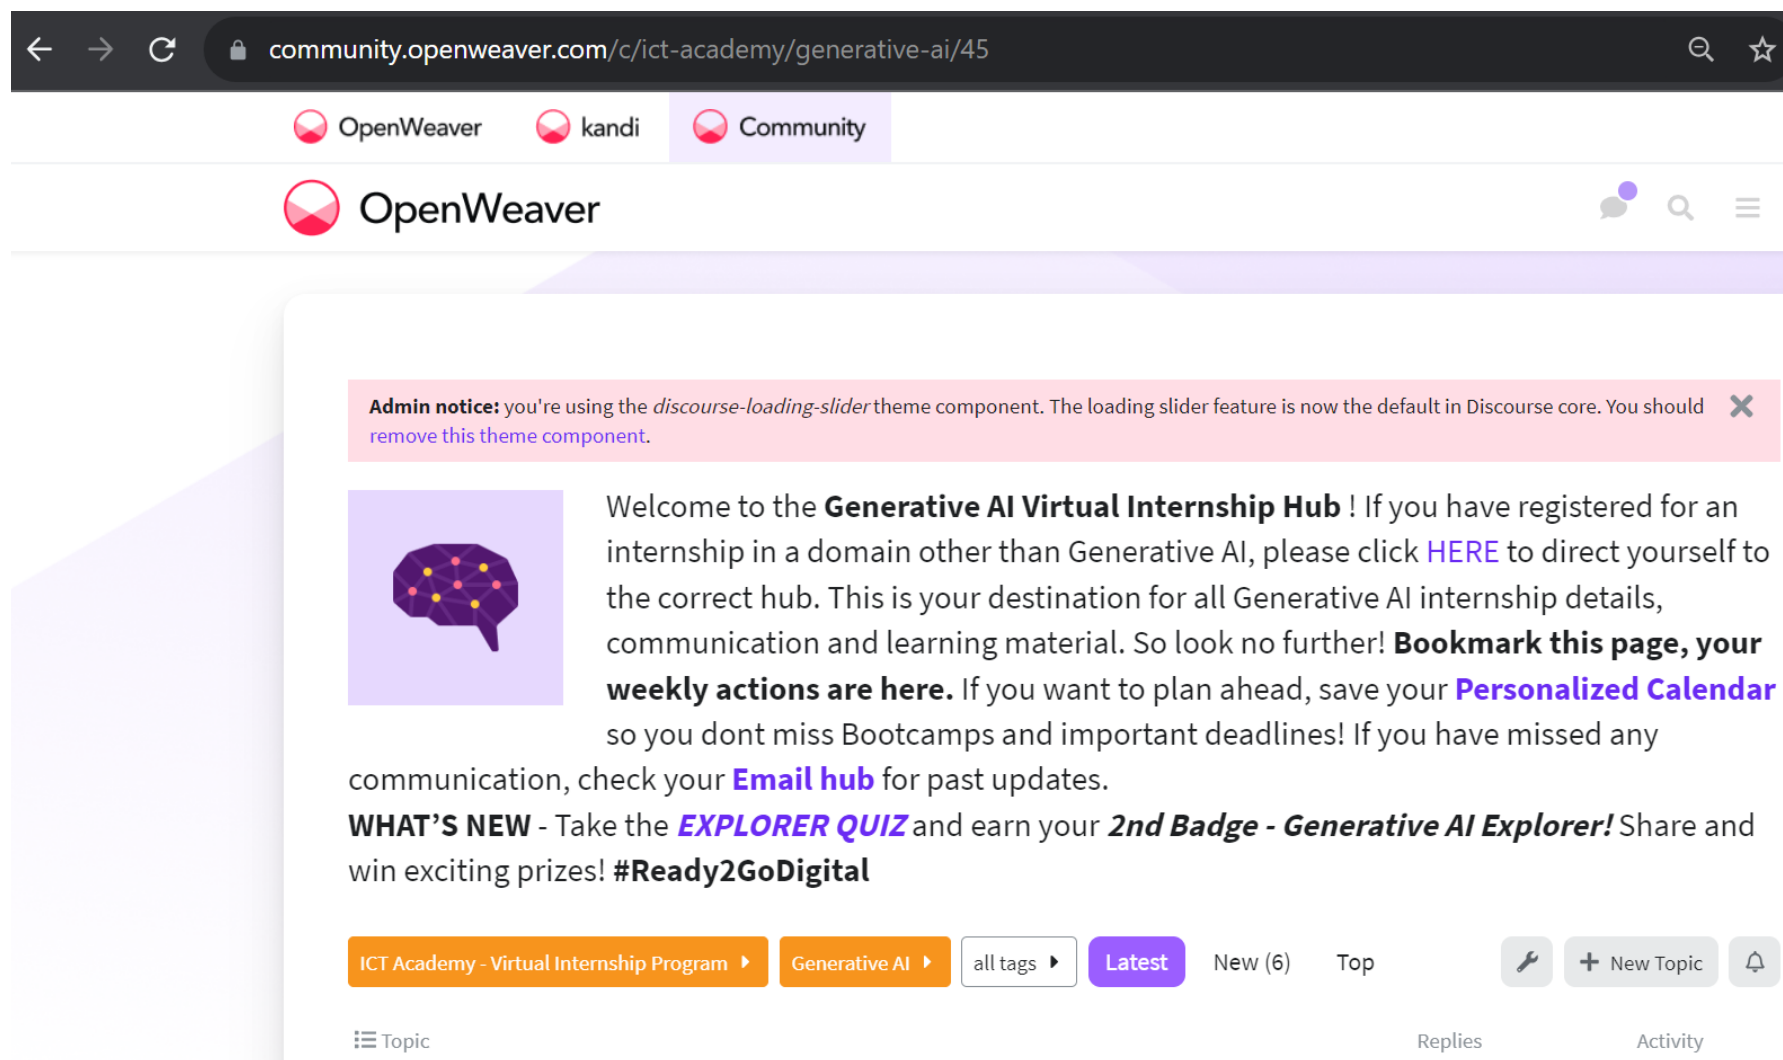 community.openweaver.com/c/ict-academy/generative-ai/45
OpenWeaver kandi Community
OpenWeaver
Admin notice: you're using the discourse-loading-slider theme component. The loading slider feature is now the default in Discourse core. You should
remove this theme component.
Welcome to the Generative AI Virtual Internship Hub ! If you have registered for an
internship in a domain other than Generative AI, please click HERE to direct yourself to
the correct hub. This is your destination for all Generative AI internship details,
communication and learning material. So look no further! Bookmark this page, your
weekly actions are here. If you want to plan ahead, save your Personalized Calendar
so you dont miss Bootcamps and important deadlines! If you have missed any
communication, check your Email hub for past updates.
WHAT’S NEW - Take the EXPLORER QUIZ and earn your 2nd Badge - Generative AI Explorer! Share and
win exciting prizes! #Ready2GoDigital
ICT Academy - Virtual Internship Program Generative AI all tags Latest New (6) Top + New Topic
Topic Replies Activity